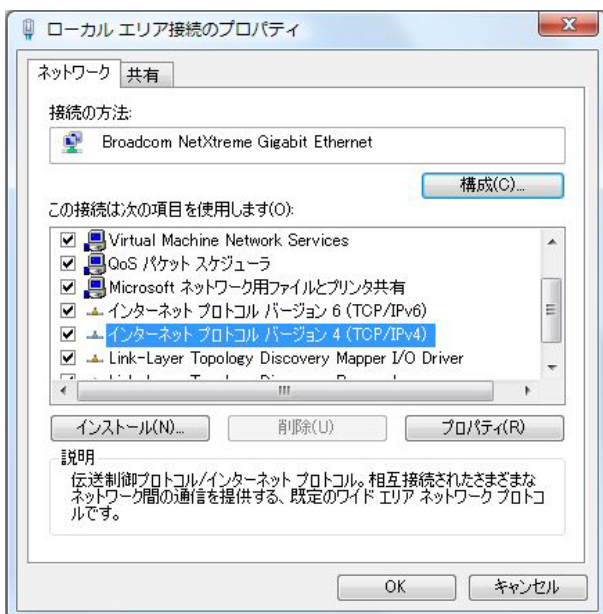 ローカル エリア接続のプロパティ
ネットワーク 共有
接続の方法:
Broadcom NetXtreme Gigabit Ethernet
構成(C)...
この接続は次の項目を使用します(O):
Virtual Machine Network Services
QoS パケット スケジューラ
Microsoft ネットワーク用ファイルとプリンタ共有
インターネット プロトコル バージョン 6 (TCP/IPv6)
インターネット プロトコル バージョン 4 (TCP/IPv4)
Link-Layer Topology Discovery Mapper I/O Driver
インストール(N)... 削除(U) プロパティ(R)
説明
伝送制御プロトコル/インターネット プロトコル。相互接続されたさまざまな
ネットワーク間の通信を提供する、既定のワイド エリア ネットワーク プロトコ
ルです。
OK キャンセル